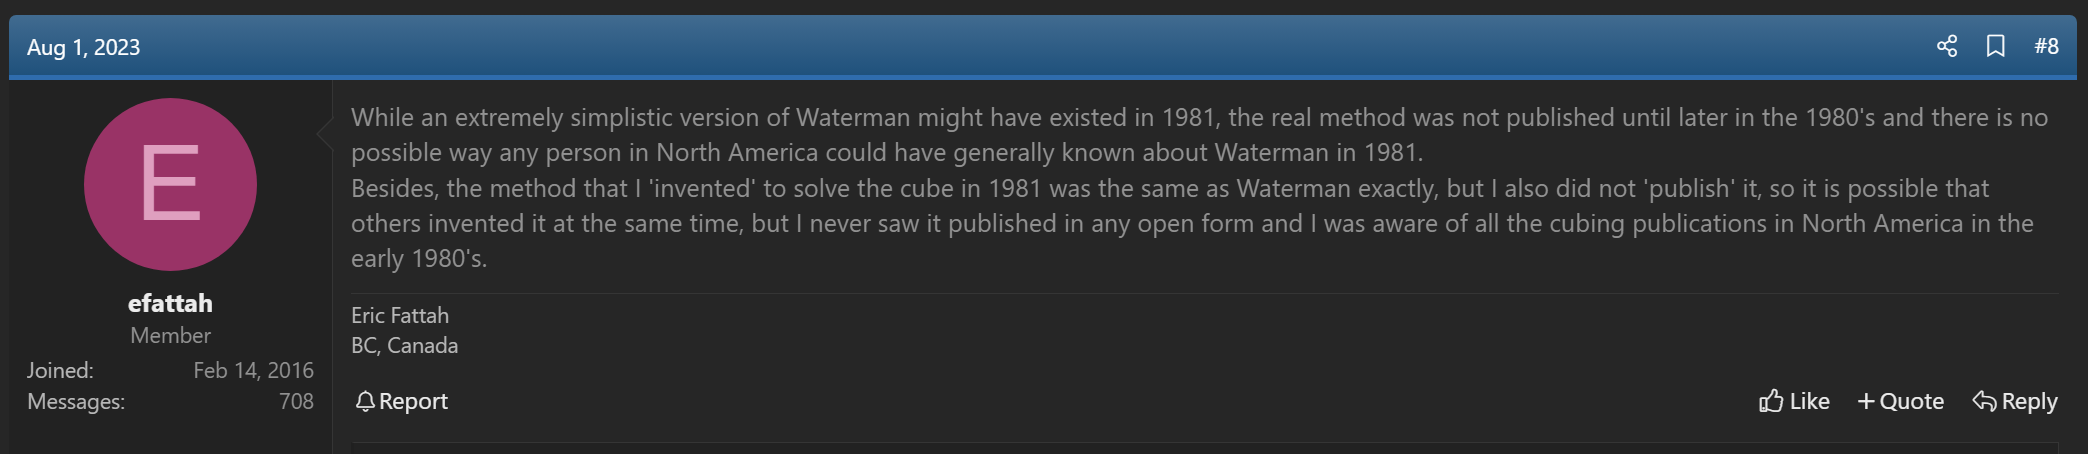 Aug 1, 2023
#8
E
efattah
Member
Joined: Feb 14, 2016
Messages: 708
While an extremely simplistic version of Waterman might have existed in 1981, the real method was not published until later in the 1980's and there is no
possible way any person in North America could have generally known about Waterman in 1981.
Besides, the method that I 'invented' to solve the cube in 1981 was the same as Waterman exactly, but I also did not 'publish' it, so it is possible that
others invented it at the same time, but I never saw it published in any open form and I was aware of all the cubing publications in North America in the
early 1980's.
Eric Fattah
BC, Canada
Report
Like + Quote Reply